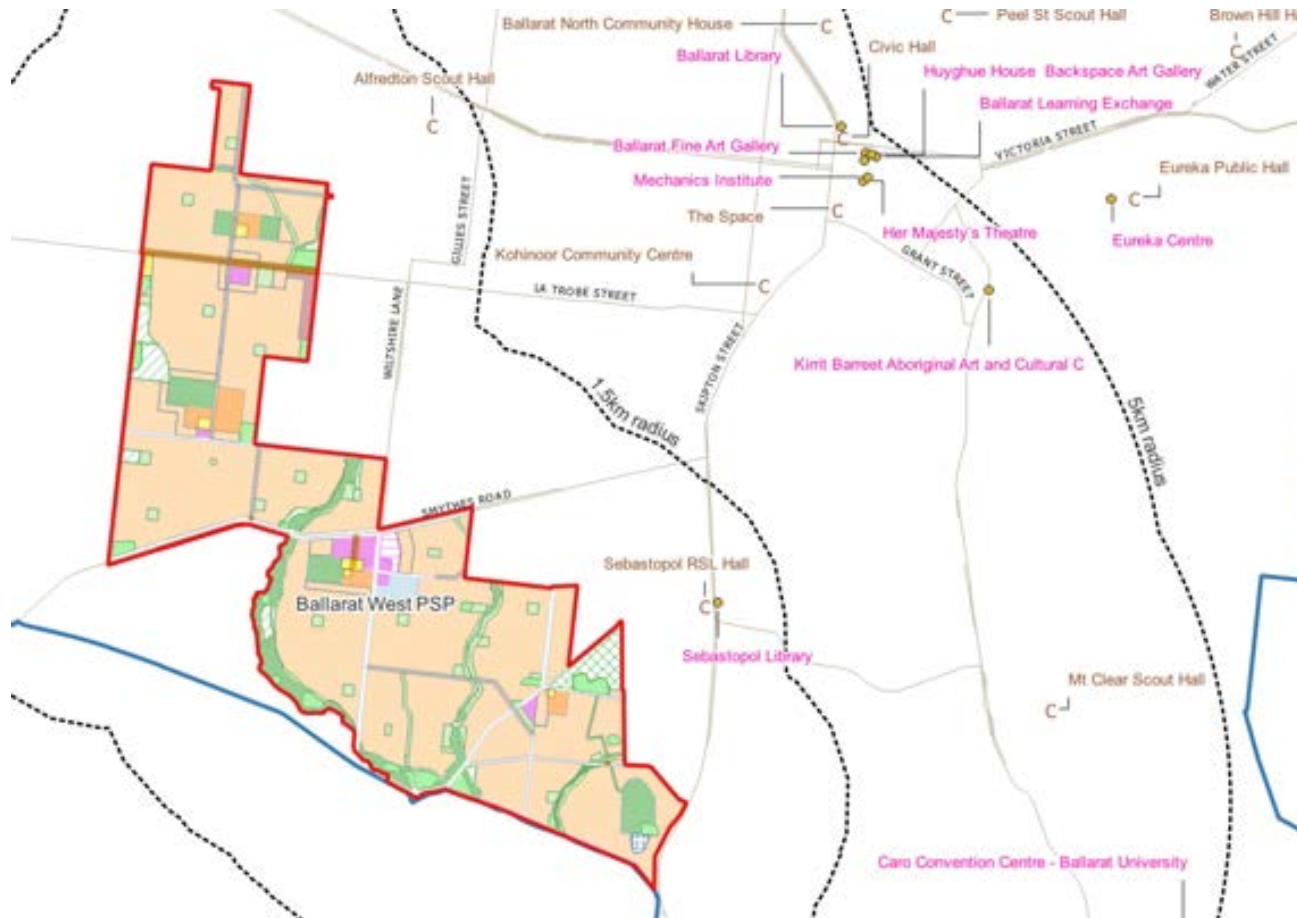 Ballarat North Community House
Peel St Scout Hall
Brown Hill H
Civic Hall
Ballarat Library
Huyghue House Backspace Art Gallery
WATER STREET
Alfredton Scout Hall
Ballarat Learning Exchange
VICTORIA STREET
Ballarat Fine Art Gallery
Mechanics Institute
Eureka Public Hall
The Space
Her Majesty's Theatre
Eureka Centre
GILLIES STREET
Kohinoor Community Centre
GRANT STREET
LA TROBE STREET
WILTSHIRE LANE
SKIPTON STREET
Kirrit Barreet Aboriginal Art and Cultural C
1.5km radius
5km radius
SMYTHES ROAD
Sebastopol RSL Hall
Ballarat West PSP
Sebastopol Library
Mt Clear Scout Hall
Caro Convention Centre - Ballarat University
C
C
C
C
C
C
C
C
C
C